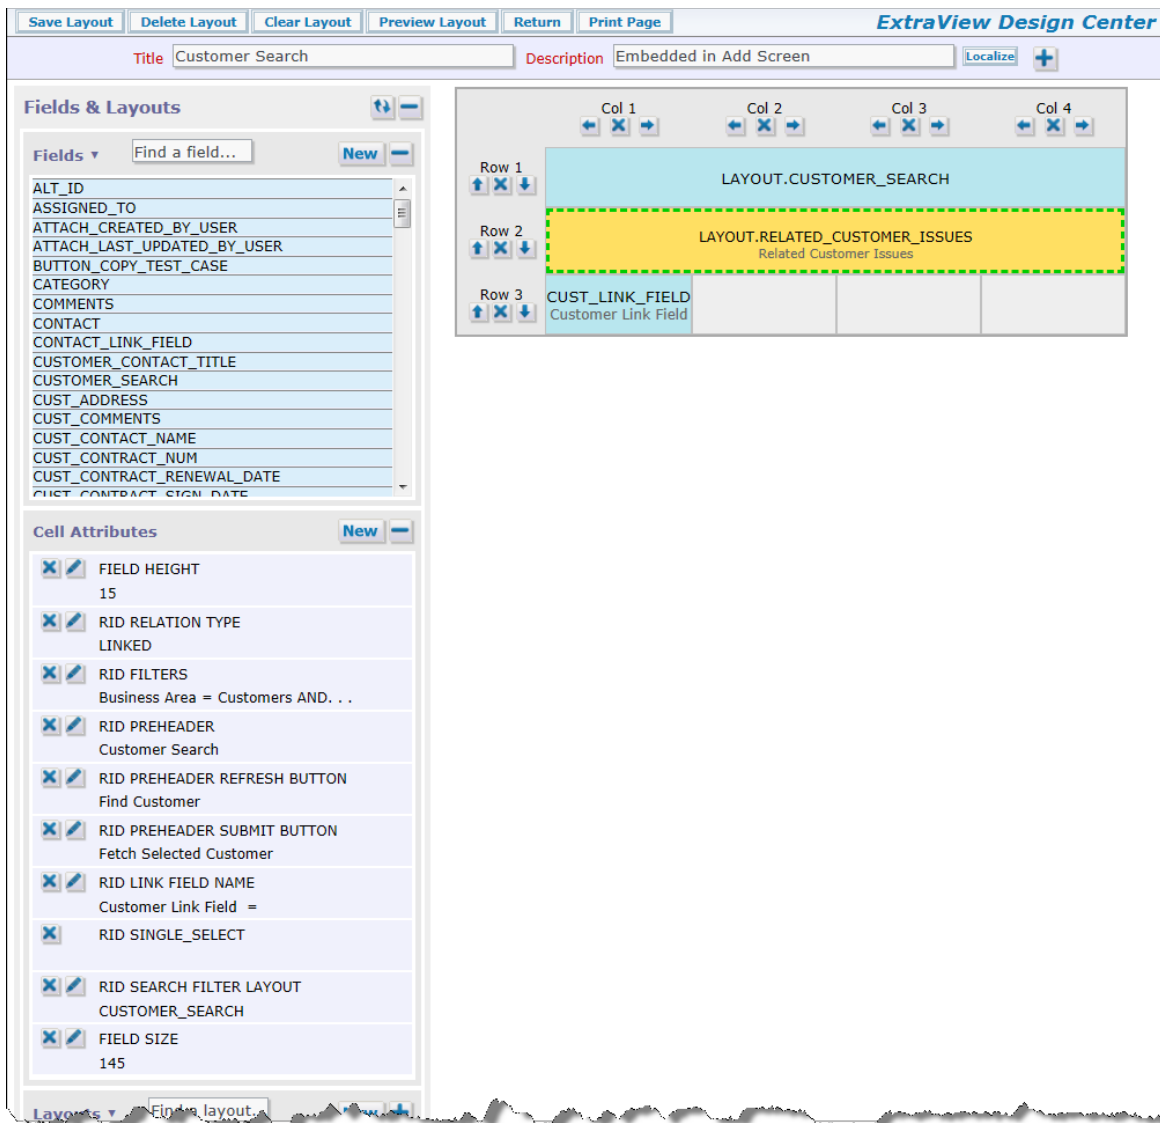 Save Layout Delete Layout Clear Layout Preview Layout Return Print Page ExtraView Design Center
Title Customer Search Description Embedded in Add Screen Localize
Fields & Layouts
Fields Find a field... New
ALT_ID
ASSIGNED_TO
ATTACH_CREATED_BY_USER
ATTACH_LAST_UPDATED_BY_USER
BUTTON_COPY_TEST_CASE
CATEGORY
COMMENTS
CONTACT
CONTACT_LINK_FIELD
CUSTOMER_CONTACT_TITLE
CUSTOMER_SEARCH
CUST_ADDRESS
CUST_COMMENTS
CUST_CONTACT_NAME
CUST_CONTRACT_NUM
CUST_CONTRACT_RENEWAL_DATE
CUST_CONTRACT_SIGN_DATE
Cell Attributes New
FIELD HEIGHT
15
RID RELATION TYPE
LINKED
RID FILTERS
Business Area = Customers AND. . .
RID PREHEADER
Customer Search
RID PREHEADER REFRESH BUTTON
Find Customer
RID PREHEADER SUBMIT BUTTON
Fetch Selected Customer
RID LINK FIELD NAME
Customer Link Field =
RID SINGLE_SELECT
RID SEARCH FILTER LAYOUT
CUSTOMER_SEARCH
FIELD SIZE
145
Layouts Find a layout... New
Col 1 Col 2 Col 3 Col 4
Row 1 LAYOUT.CUSTOMER_SEARCH
Row 2 LAYOUT.RELATED_CUSTOMER_ISSUES
Related Customer Issues
Row 3 CUST_LINK_FIELD
Customer Link Field